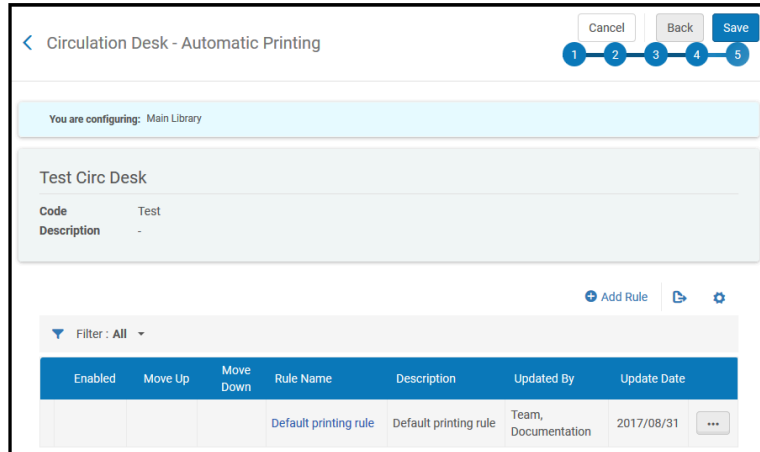 Cancel Back Save
Circulation Desk - Automatic Printing
1 2 3 4 5
You are configuring: Main Library
Test Circ Desk
Code Test
Description -
Add Rule
Filter : All
Enabled Move Up Move Down Rule Name Description Updated By Update Date
Default printing rule Default printing rule Team, Documentation 2017/08/31 ...